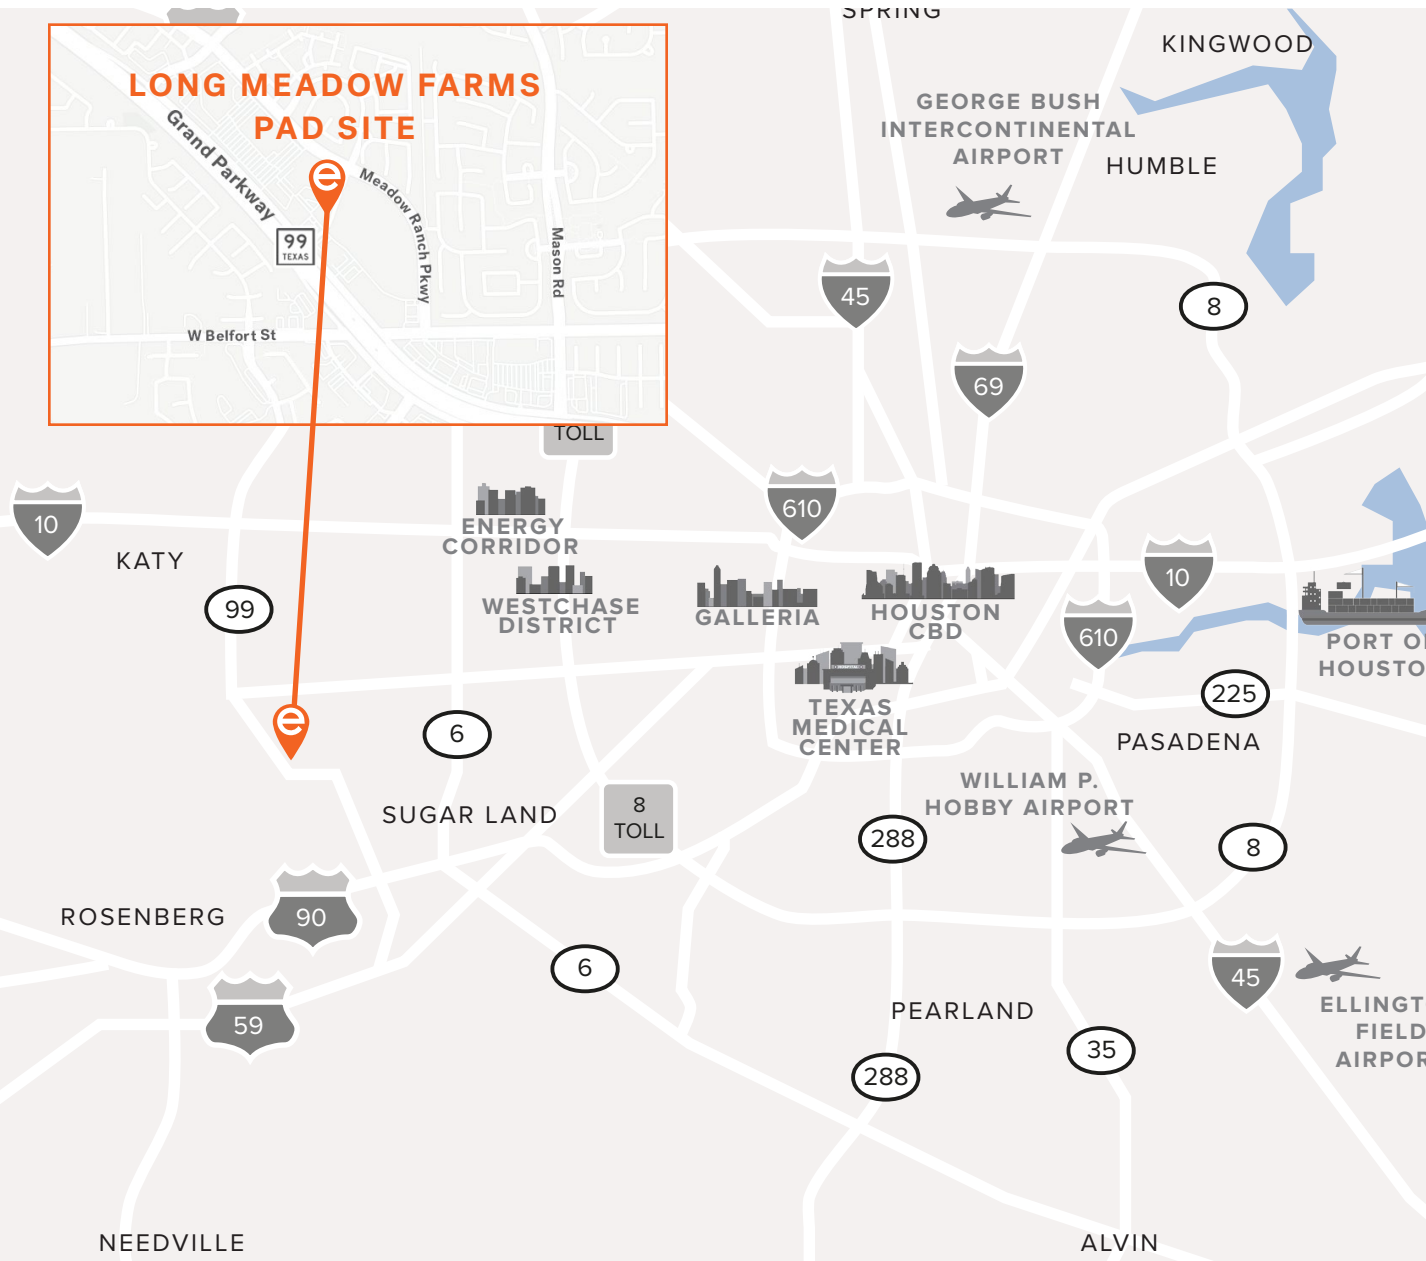 SPRING
KINGWOOD
LONG MEADOW FARMS
PAD SITE
Grand Parkway
Meadow Ranch Pkwy
99
TEXAS
Mason Rd
W Belfort St
GEORGE BUSH
INTERCONTINENTAL
AIRPORT
HUMBLE
45
8
69
TOLL
10
KATY
99
ENERGY
CORRIDOR
WESTCHASE
DISTRICT
610
GALLERIA
HOUSTON
CBD
10
610
PORT O
HOUSTO
TEXAS
MEDICAL
CENTER
225
PASADENA
6
SUGAR LAND
8
TOLL
WILLIAM P.
HOBBY AIRPORT
288
8
ROSENBERG
90
59
6
45
ELLINGT
FIELD
AIRPOR
PEARLAND
35
288
NEEDVILLE
ALVIN
e
e